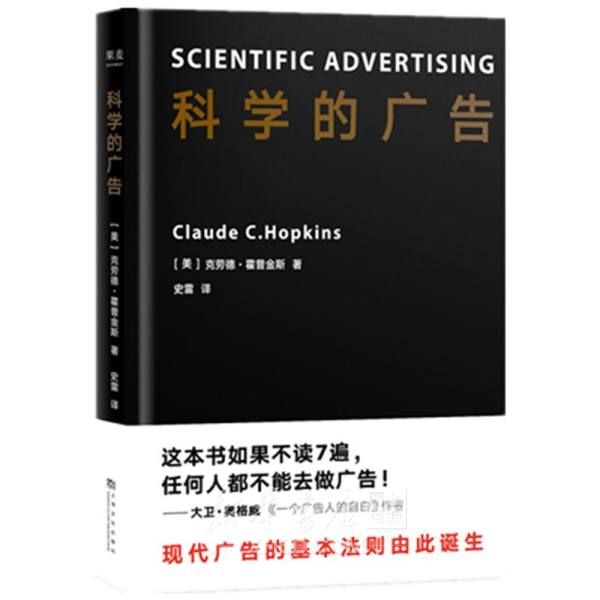 果麦
科学的广告
[美] 克劳德·霍普金斯 著
史雷 译
SCIENTIFIC ADVERTISING
科学的广告
Claude C.Hopkins
[美] 克劳德·霍普金斯 著
史雷 译
这本书如果不读7遍，
任何人都不能去做广告！
——大卫·奥格威《一个广告人的自白》作者
现代广告的基本法则由此诞生
新华书店